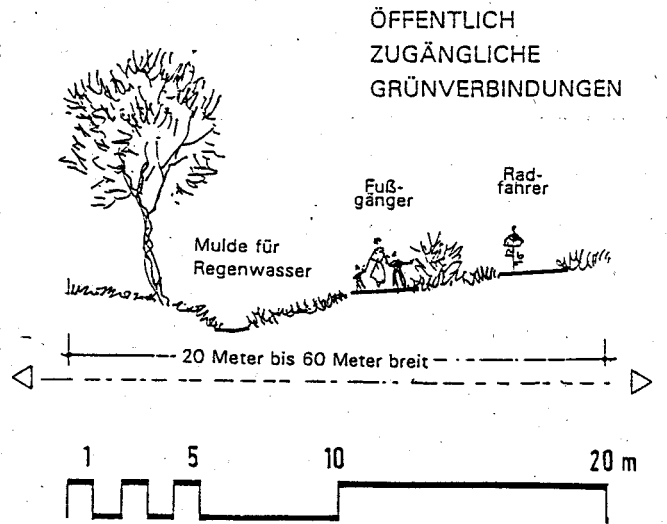 ÖFFENTLICH
ZUGÄNGLICHE
GRÜNVERBINDUNGEN
Rad-
fahrer
Fuß-
gänger
Mulde für
Regenwasser
20 Meter bis 60 Meter breit
1 5 10 20 m